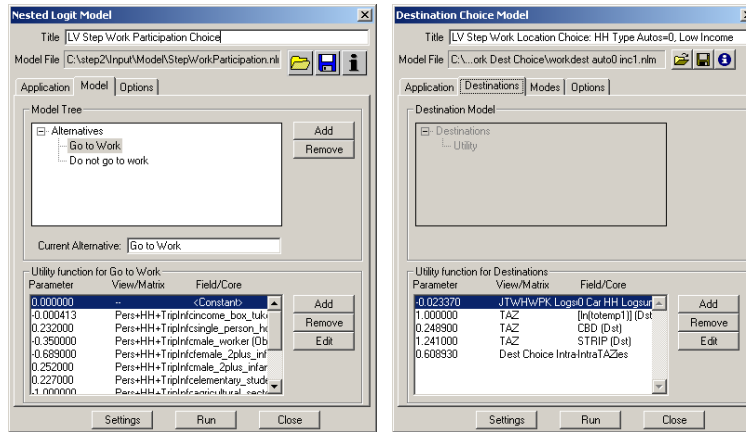 Nested Logit Model
Title LV Step Work Participation Choice
Model File C:\step2\Input\Model\StepWorkParticipation.nl
Application Model Options
Model Tree
Alternatives
Go to Work
Do not go to work
Add
Remove
Current Alternative: Go to Work
Utility function for Go to Work
Parameter View/Matrix Field/Core
0.000000 -- <Constant>
-0.000413 Pers+HH+TripInfc income_box_tuk
0.232000 Pers+HH+TripInfc single_person_h
-0.350000 Pers+HH+TripInfc male_worker (Ob
-0.689000 Pers+HH+TripInfc female_2plus_inf
0.252000 Pers+HH+TripInfc male_2plus_infar
0.227000 Pers+HH+TripInfc elementary_stude
-1.000000 Pers+HH+TripInfc agricultural_sect
Add
Remove
Edit
Settings Run Close
Destination Choice Model
Title LV Step Work Location Choice: HH Type Autos=0, Low Income
Model File C:\...ork Dest Choice\workdest auto0 inc1.nlm
Application Destinations Modes Options
Destination Model
Destinations
Utility
Utility function for Destinations
Parameter View/Matrix Field/Core
-0.023370 JTWHWPK Logs 0 Car HH Logsur
1.000000 TAZ [ln(totemp1)] (Dst
0.248900 TAZ CBD (Dst)
1.241000 TAZ STRIP (Dst)
0.608930 Dest Choice Intra IntraTAZies
Add
Remove
Edit
Settings Run Close